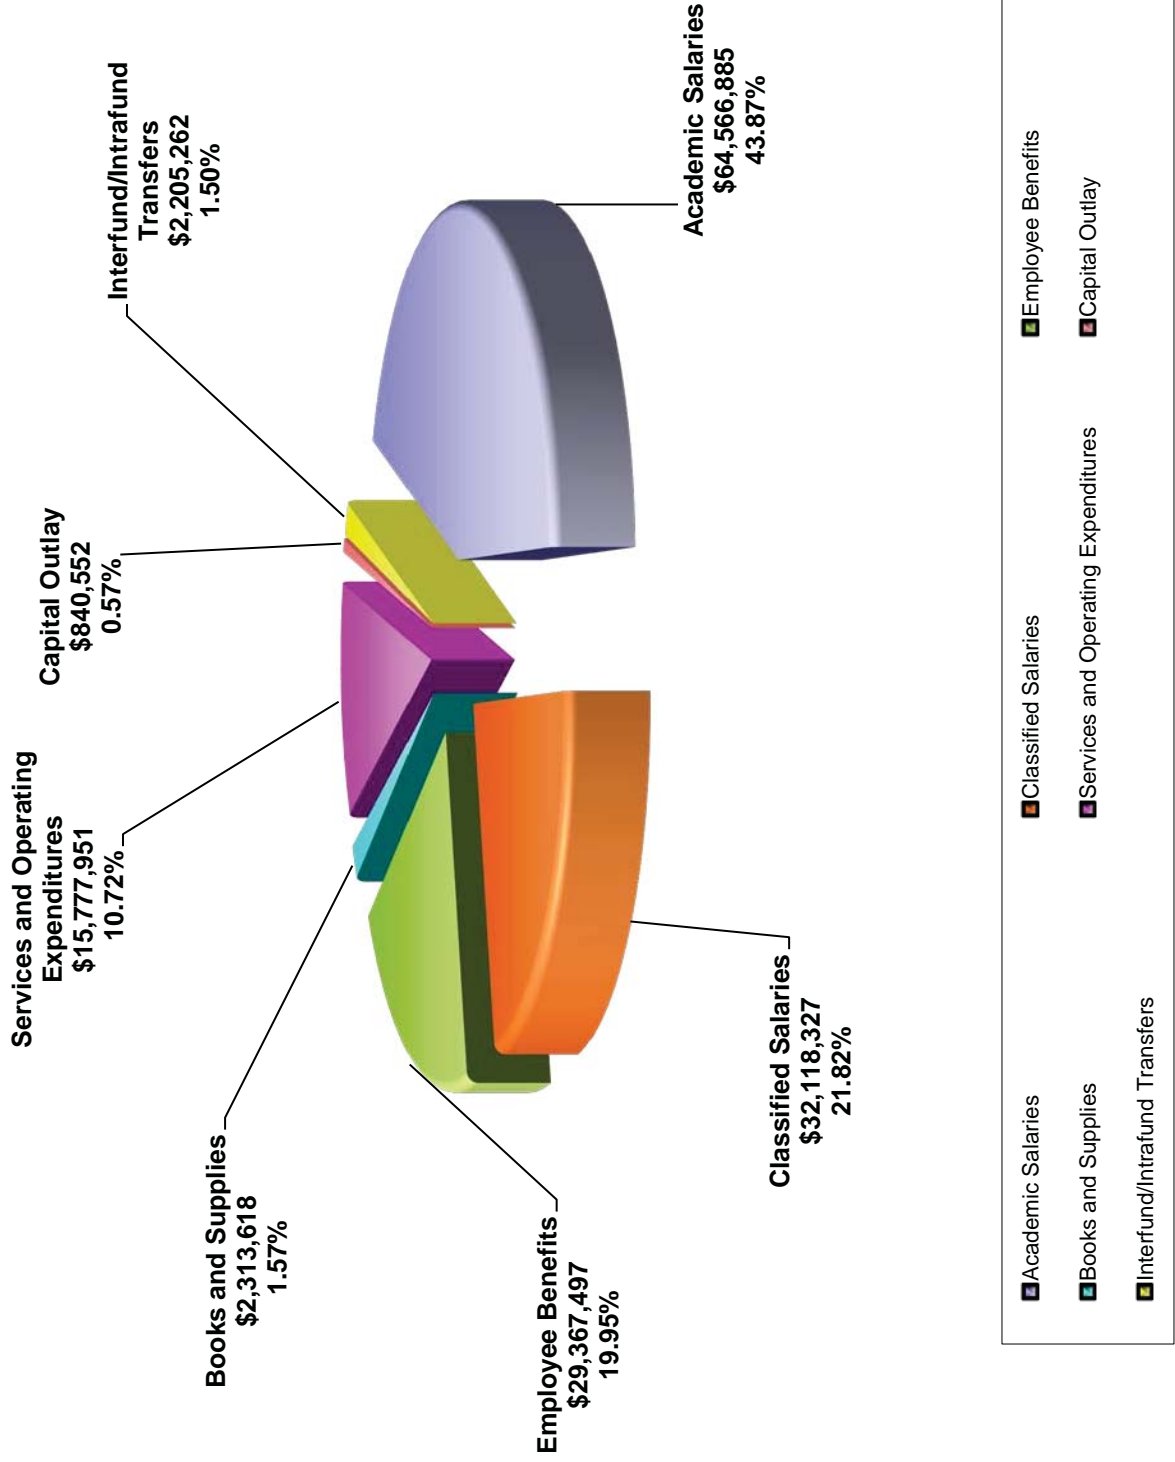 Services and Operating
Expenditures
$15,777,951
10.72%
Capital Outlay
$840,552
0.57%
Interfund/Intrafund
Transfers
$2,205,262
1.50%
Books and Supplies
$2,313,618
1.57%
Employee Benefits
$29,367,497
19.95%
Classified Salaries
$32,118,327
21.82%
Academic Salaries
$64,566,885
43.87%
Academic Salaries
Classified Salaries
Employee Benefits
Books and Supplies
Services and Operating Expenditures
Capital Outlay
Interfund/Intrafund Transfers